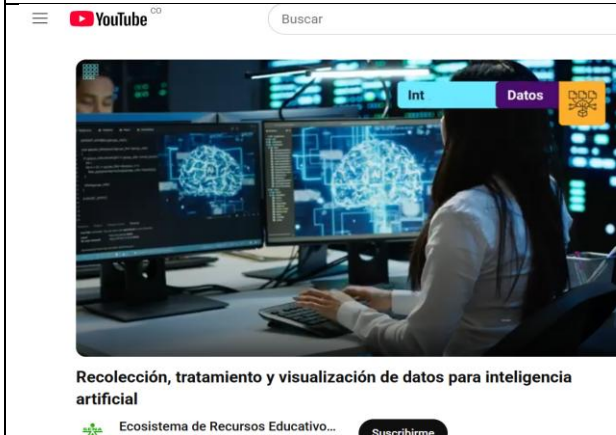 YouTube CO
Buscar
Int Datos
Recolección, tratamiento y visualización de datos para inteligencia
artificial
Ecosistema de Recursos Educativo...
Suscribirme